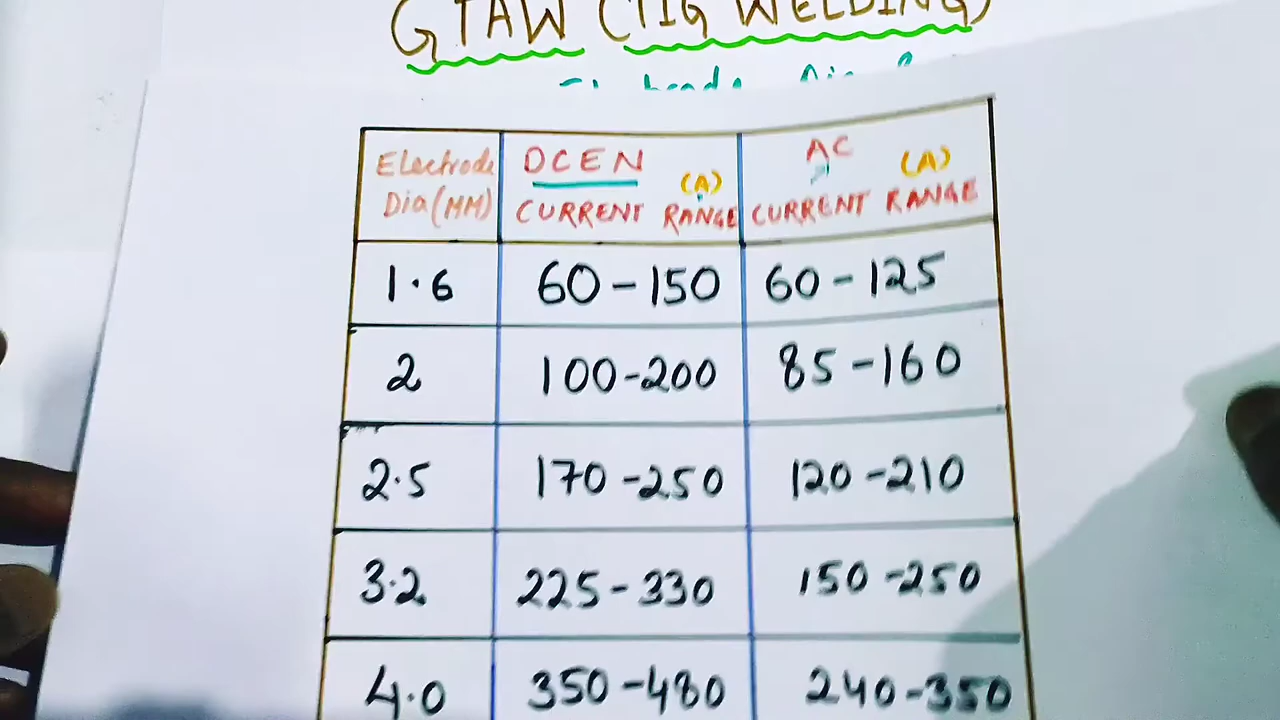 GTAW (TIG WELDING)
Electrode DCEN (A) AC (A)
Dia(MM) CURRENT RANGE CURRENT RANGE
1.6 60-150 60-125
2 100-200 85-160
2.5 170-250 120-210
3.2 225-330 150-250
4.0 350-480 240-350